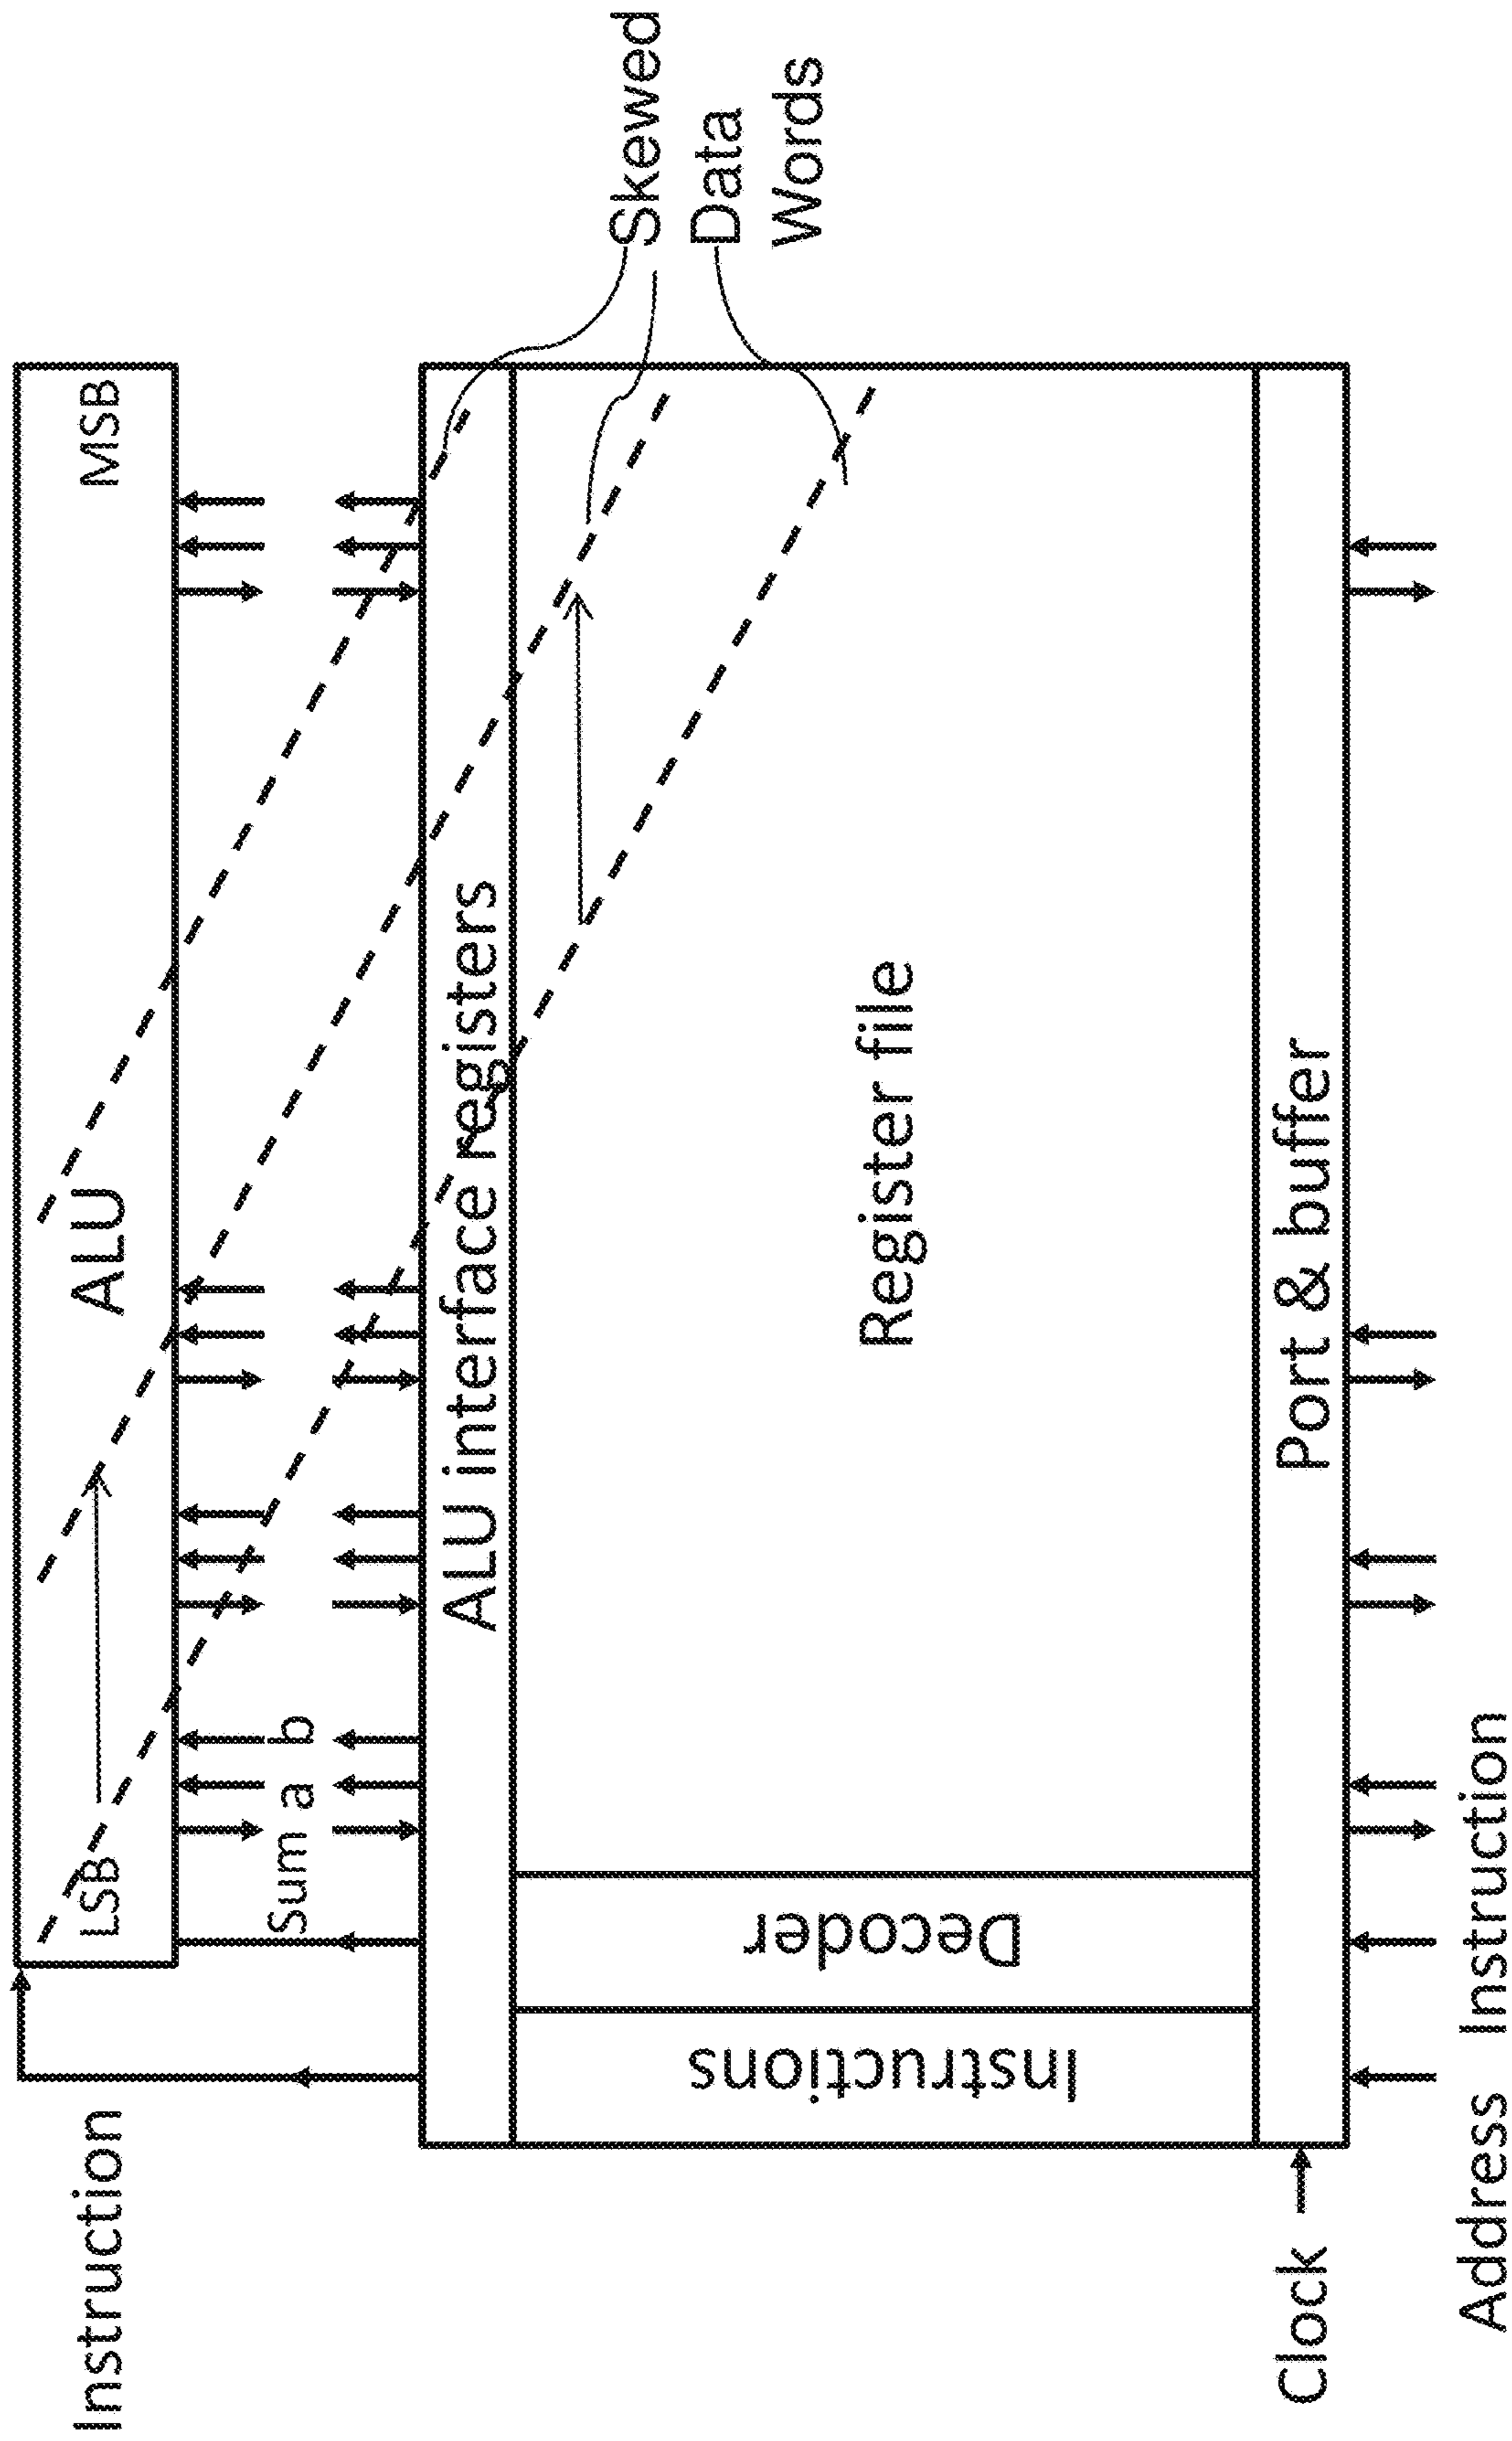 Instruction
LSB
ALU
MSB
Sum a b
ALU interface registers
Skewed
Data
Words
Instructions
Decoder
Register file
Clock
Port & buffer
Address Instruction